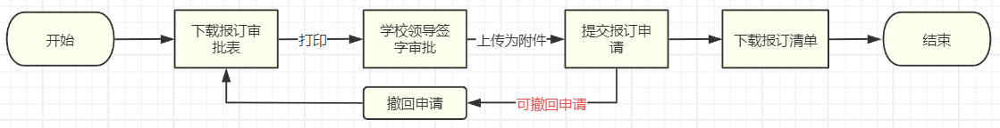 开始
下载报订审
批表
打印
学校领导签
字审批
上传为附件
提交报订申
请
下载报订清单
结束
撤回申请
可撤回申请